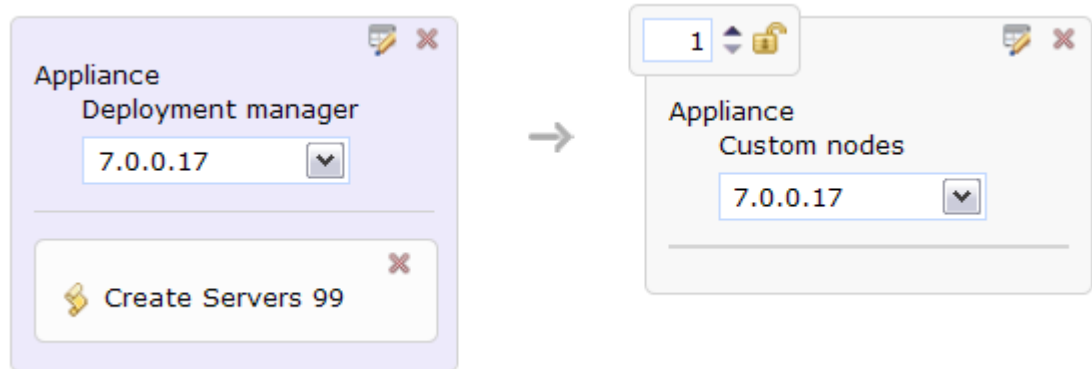 Appliance
Deployment manager
7.0.0.17
Create Servers 99
1
Appliance
Custom nodes
7.0.0.17